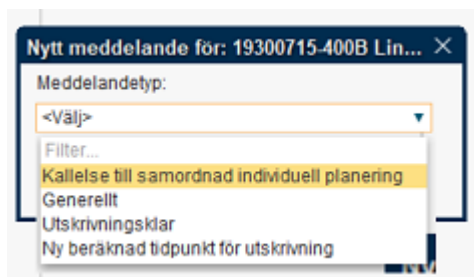 Nytt meddelande för: 19300715-400B Lin... ×
Meddelandetyp:
<Välj>
Filter...
Kallelse till samordnad individuell planering
Generellt
Utskrivningsklar
Ny beräknad tidpunkt för utskrivning